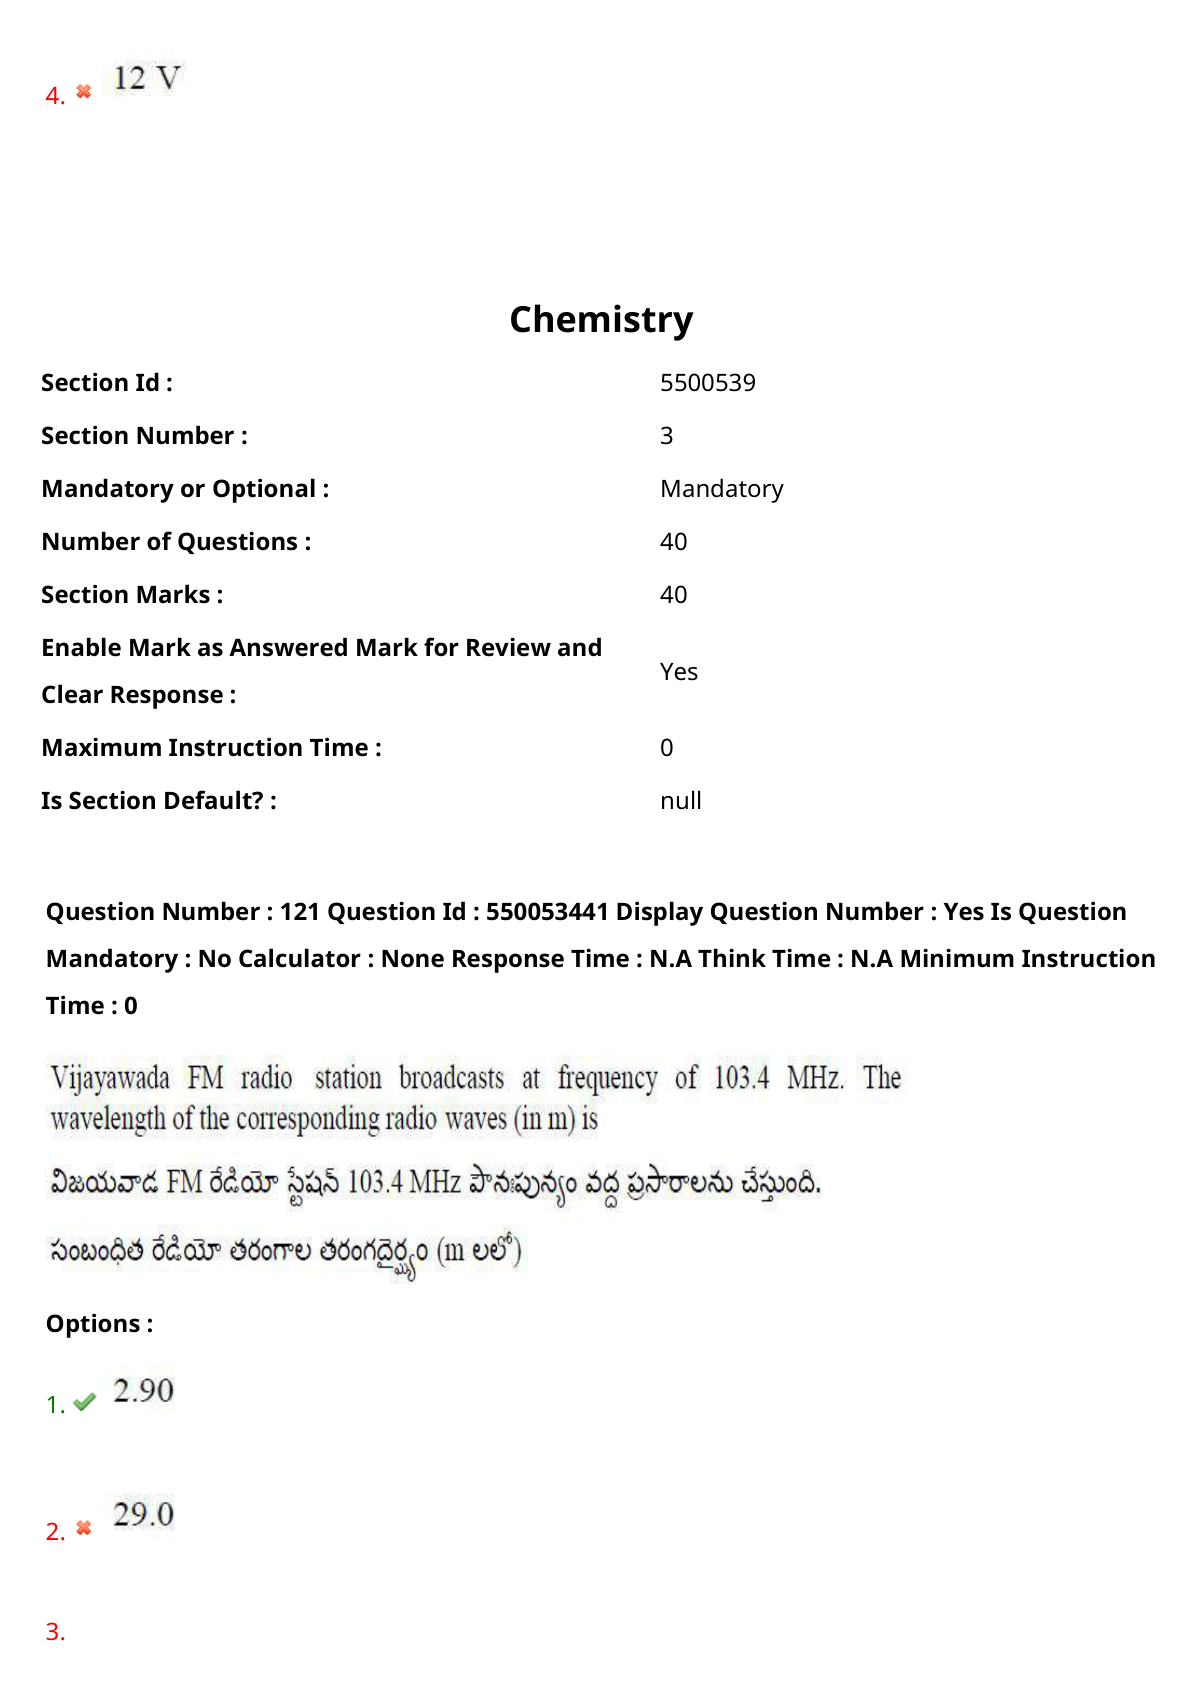 4. 12 V
Chemistry
Section Id : 5500539
Section Number : 3
Mandatory or Optional : Mandatory
Number of Questions : 40
Section Marks : 40
Enable Mark as Answered Mark for Review and
Clear Response : Yes
Maximum Instruction Time : 0
Is Section Default? : null
Question Number : 121 Question Id : 550053441 Display Question Number : Yes Is Question
Mandatory : No Calculator : None Response Time : N.A Think Time : N.A Minimum Instruction
Time : 0
Vijayawada FM radio station broadcasts at frequency of 103.4 MHz. The
wavelength of the corresponding radio waves (in m) is
విజయవాడ FM రేడియో స్టేషన్ 103.4 MHz పౌనఃపున్యం వద్ద ప్రసారాలను చేస్తుంది.
సంబంధిత రేడియో తరంగాల తరంగదైర్ఘ్యం (m లలో)
Options :
1. 2.90
2. 29.0
3.